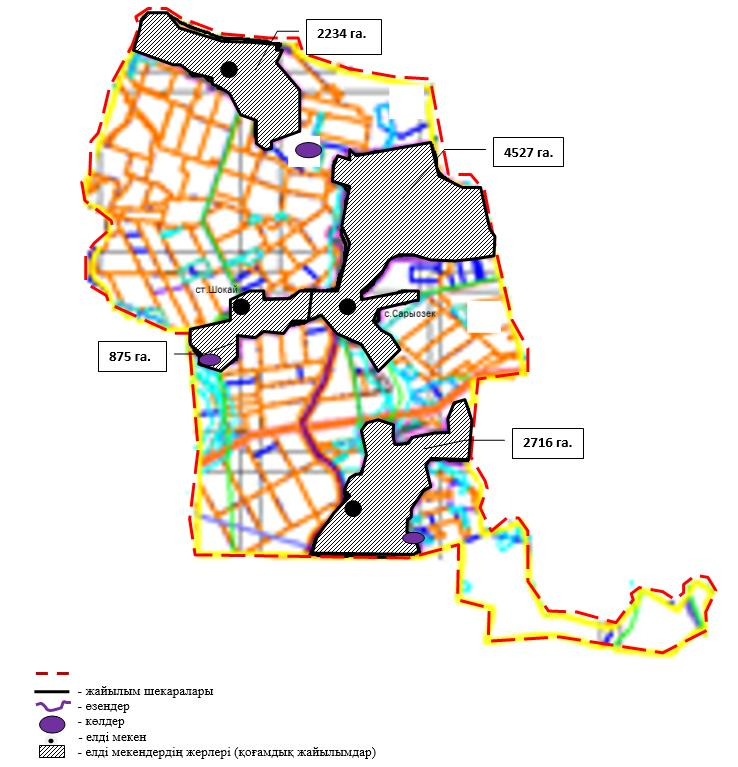 2234 га.
4527 га.
ст.Шокай
с.Сарыозек
875 га.
2716 га.
- жайылым шекаралары
- өзендер
- көлдер
- елді мекен
- елді мекендердің жерлері (қоғамдық жайылымдар)